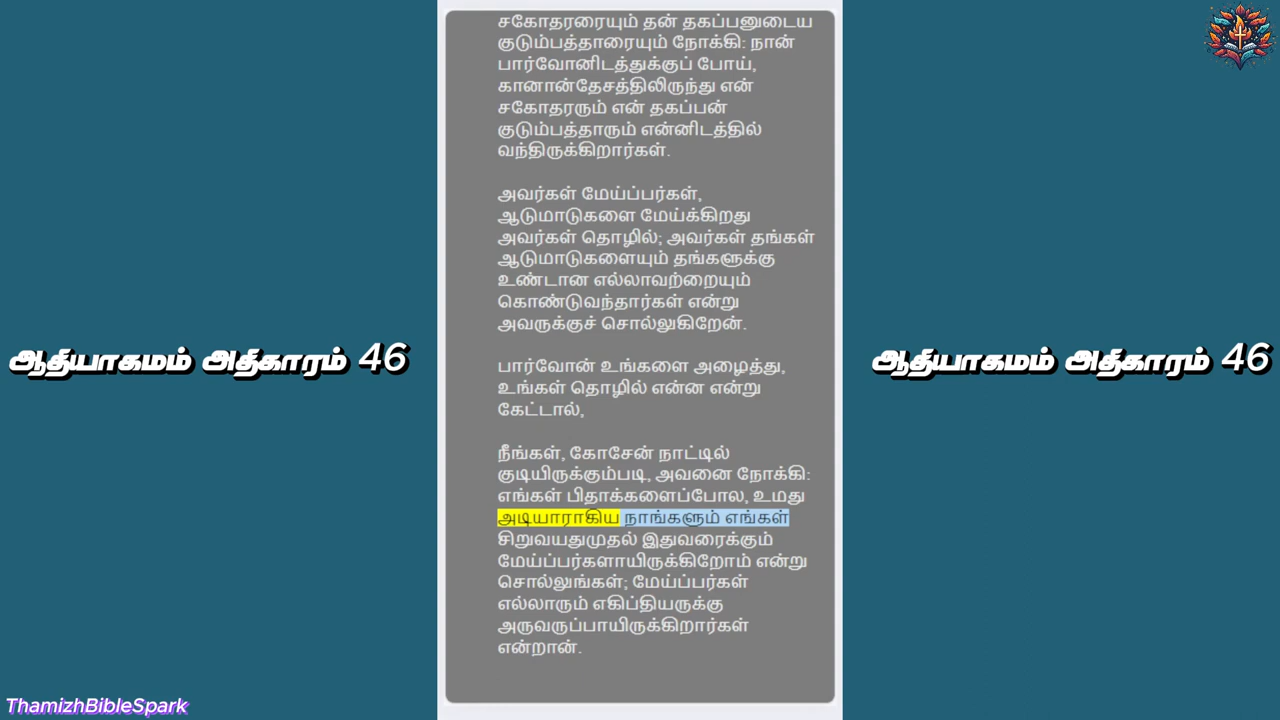 சகோதரரையும் தன் தகப்பனுடைய
குடும்பத்தாரையும் நோக்கி: நான்
பார்வோனிடத்துக்குப் போய்,
கானான்தேசத்திலிருந்து என்
சகோதரரும் என் தகப்பன்
குடும்பத்தாரும் என்னிடத்தில்
வந்திருக்கிறார்கள்.
அவர்கள் மேய்ப்பர்கள்,
ஆடுமாடுகளை மேய்க்கிறது
அவர்கள் தொழில்; அவர்கள் தங்கள்
ஆடுமாடுகளையும் தங்களுக்கு
உண்டான எல்லாவற்றையும்
கொண்டுவந்தார்கள் என்று
அவருக்குச் சொல்லுகிறேன்.
பார்வோன் உங்களை அழைத்து,
உங்கள் தொழில் என்ன என்று
கேட்டால்,
நீங்கள், கோசேன் நாட்டில்
குடியிருக்கும்படி, அவனை நோக்கி:
எங்கள் பிதாக்களைப்போல, உமது
அடியாராகிய நாங்களும் எங்கள்
சிறுவயதுமுதல் இதுவரைக்கும்
மேய்ப்பர்களாயிருக்கிறோம் என்று
சொல்லுங்கள்; மேய்ப்பர்கள்
எல்லாரும் எகிப்தியருக்கு
அருவருப்பாயிருக்கிறார்கள்
என்றான்.
ஆதியாகமம் அதிகாரம் 46
ஆதியாகமம் அதிகாரம் 46
ThamizhBibleSpark